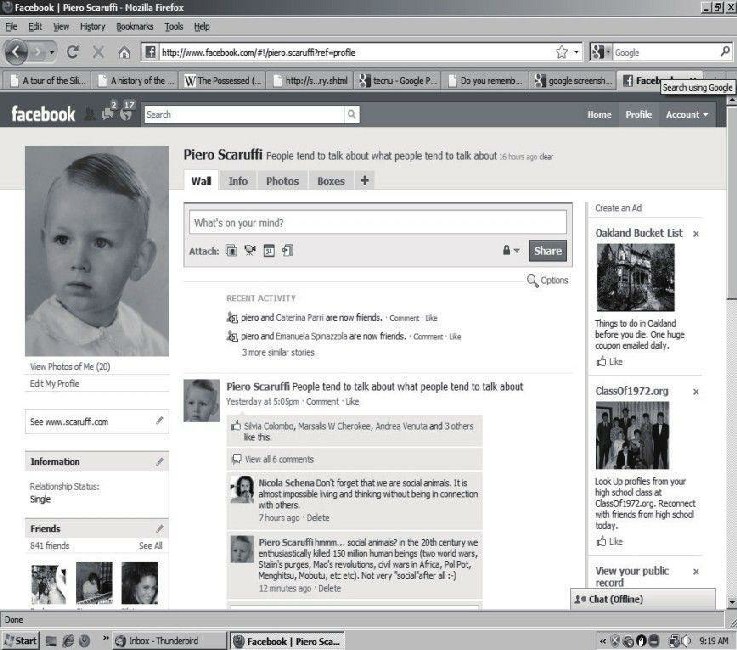 Facebook | Piero Scaruffi - Mozilla Firefox
File Edit View History Bookmarks Tools Help
http://www.facebook.com/#!/piero.scaruffi?ref=profile
Google
A tour of the Sili... A history of the ... The Possessed (... http://s...ry.shtml tecnu - Google P... Do you rememb... google screensh... Faceb
Search using Google
facebook 2 17 Search Home Profile Account
Piero Scaruffi People tend to talk about what people tend to talk about 16 hours ago clear
Wall Info Photos Boxes +
What's on your mind?
Attach: 31 Share
Options
RECENT ACTIVITY
piero and Caterina Parri are now friends. · Comment · Like
piero and Emanuela Spinazzola are now friends. · Comment · Like
3 more similar stories
Piero Scaruffi People tend to talk about what people tend to talk about
Yesterday at 5:05pm · Comment · Like
Silvia Colombo, Marsalis W Cherokee, Andrea Venuta and 3 others
like this.
View all 6 comments
Nicola Schena Don't forget that we are social animals. It is
almost impossible living and thinking without being in connection
with others.
7 hours ago · Delete
Piero Scaruffi hmmm... social animals? in the 20th century we
enthusiastically killed 150 million human beings (two world wars,
Stain's purges, Mao's revolutions, civil wars in Africa, Pol Pot,
Menghitsu, Mobutu, etc etc). Not very "social" after all :-)
12 minutes ago · Delete
View Photos of Me (20)
Edit My Profile
See www.scaruffi.com
Information
Relationship Status:
Single
Friends
841 friends See All
Create an Ad
Oakland Bucket List x
Things to do in Oakland
before you die. One huge
coupon emailed daily.
Like
ClassOf1972.org x
Look Up profiles from your
high school class at
ClassOf1972.org. Reconnect
with friends from high school
today.
Like
View your public x
record
Chat (Offline)
Done
Start » Inbox - Thunderbird Facebook | Piero Sca... « 9:15 AM